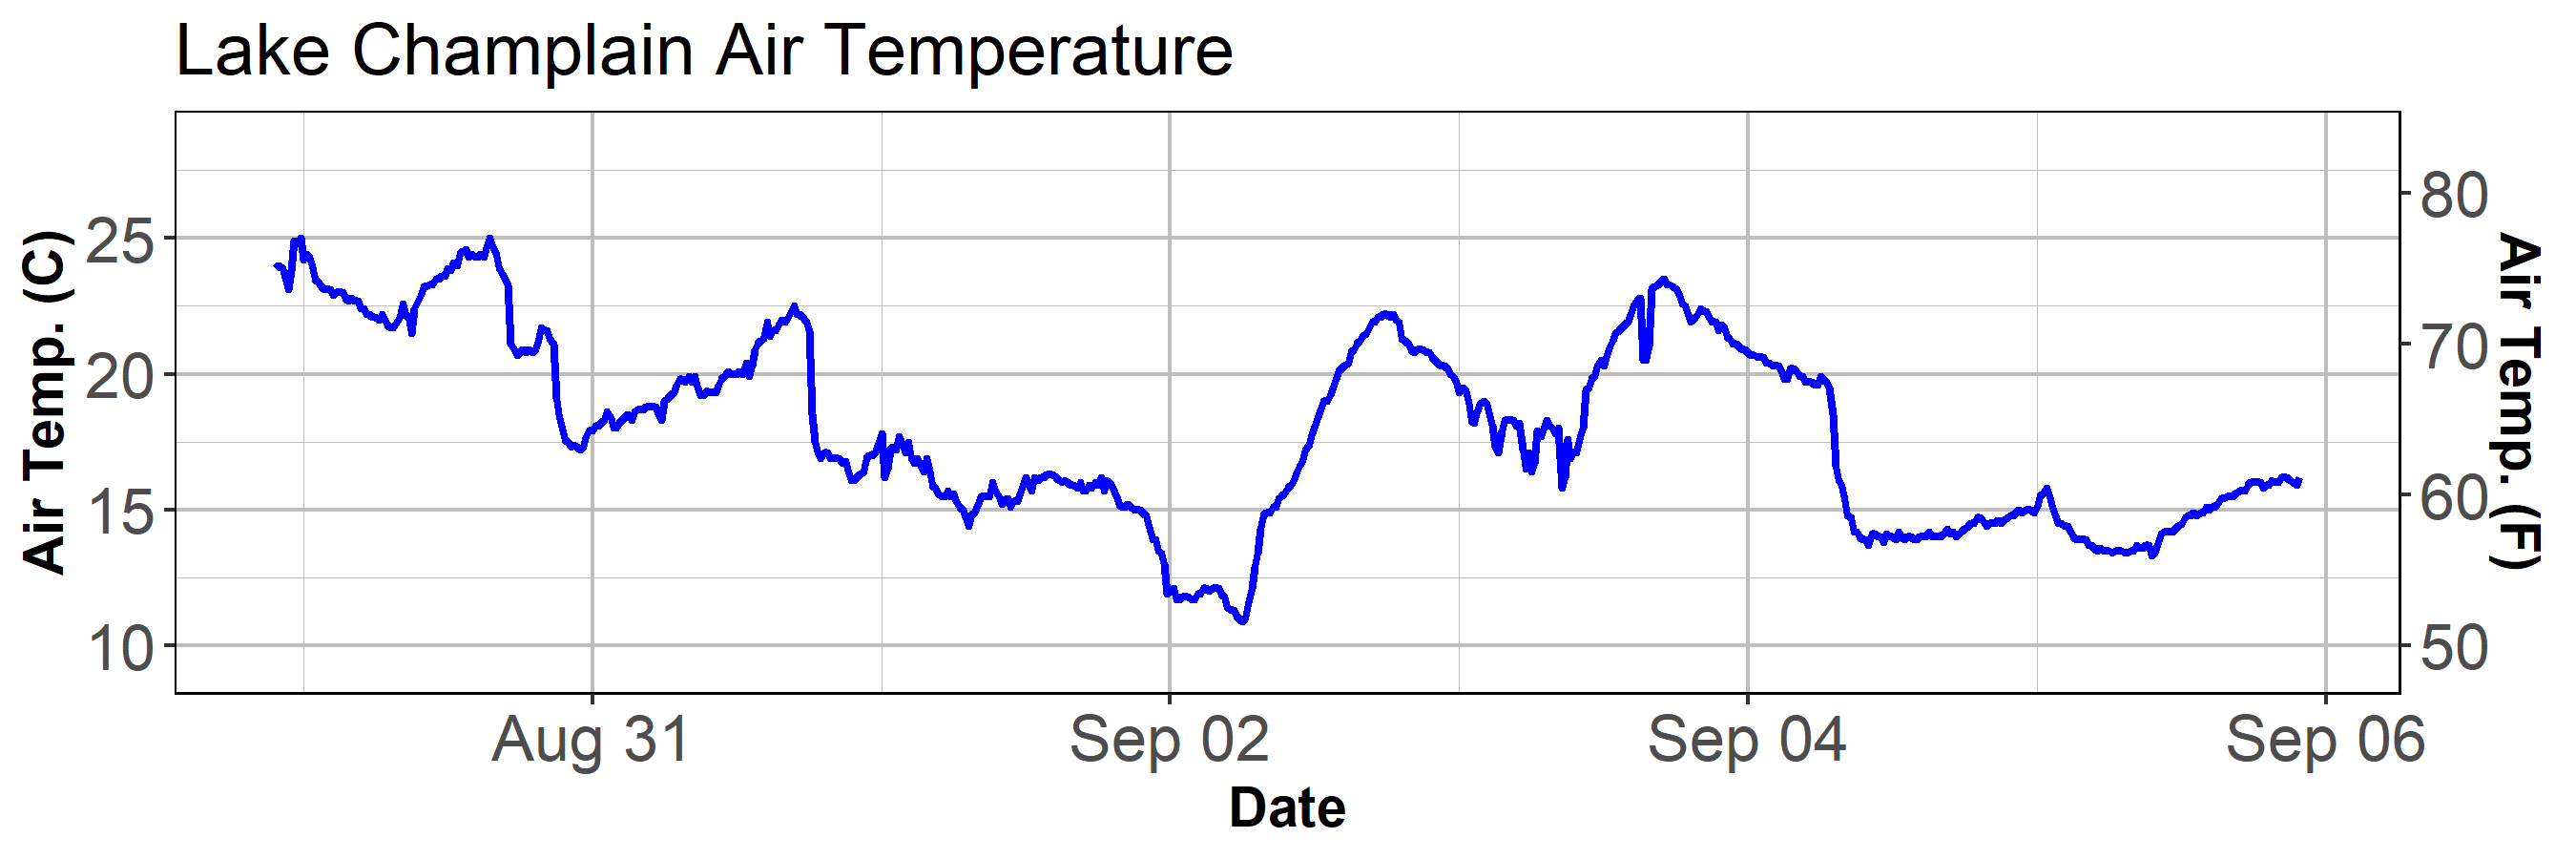 Lake Champlain Air Temperature
Air Temp. (C)
25
20
15
10
80
70
60
50
Air Temp. (F)
Aug 31
Sep 02
Sep 04
Sep 06
Date